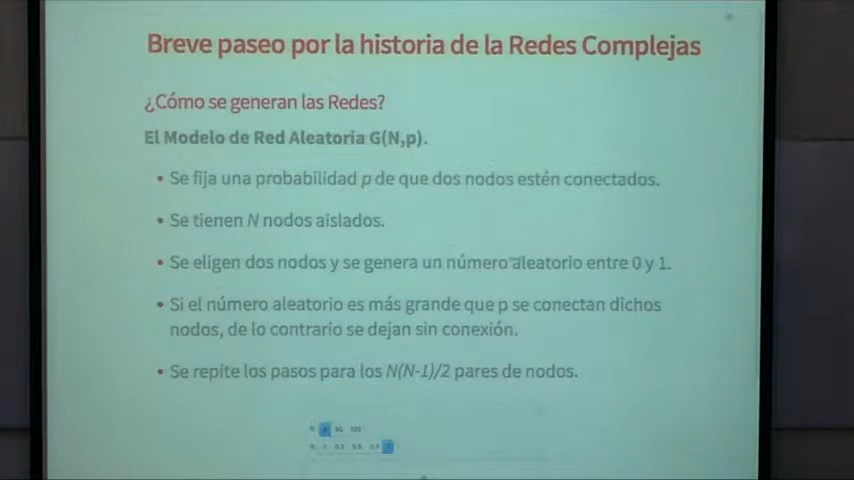 Breve paseo por la historia de la Redes Complejas
¿Cómo se generan las Redes?
El Modelo de Red Aleatoria G(N,p).
• Se fija una probabilidad p de que dos nodos estén conectados.
• Se tienen N nodos aislados.
• Se eligen dos nodos y se genera un número aleatorio entre 0 y 1.
• Si el número aleatorio es más grande que p se conectan dichos
nodos, de lo contrario se dejan sin conexión.
• Se repite los pasos para los N(N-1)/2 pares de nodos.